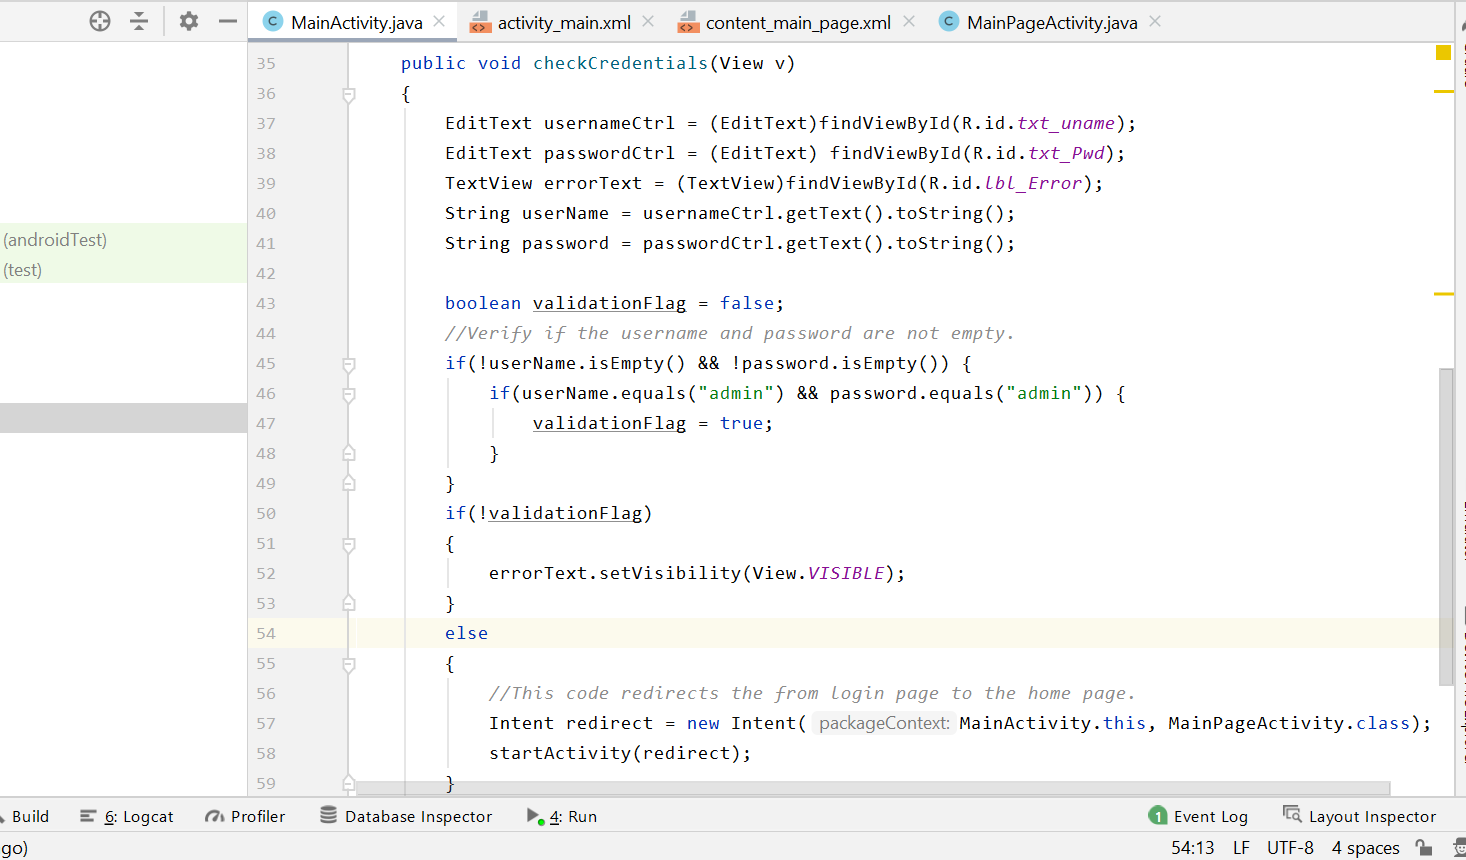 MainActivity.java activity_main.xml content_main_page.xml MainPageActivity.java
(androidTest)
(test)
35 public void checkCredentials(View v)
36 {
37 EditText usernameCtrl = (EditText)findViewById(R.id.txt_uname);
38 EditText passwordCtrl = (EditText) findViewById(R.id.txt_Pwd);
39 TextView errorText = (TextView)findViewById(R.id.lbl_Error);
40 String userName = usernameCtrl.getText().toString();
41 String password = passwordCtrl.getText().toString();
42
43 boolean validationFlag = false;
44 //Verify if the username and password are not empty.
45 if(!userName.isEmpty() && !password.isEmpty()) {
46 if(userName.equals("admin") && password.equals("admin")) {
47 validationFlag = true;
48 }
49 }
50 if(!validationFlag)
51 {
52 errorText.setVisibility(View.VISIBLE);
53 }
54 else
55 {
56 //This code redirects the from login page to the home page.
57 Intent redirect = new Intent( packageContext: MainActivity.this, MainPageActivity.class);
58 startActivity(redirect);
59 }
Build 6: Logcat Profiler Database Inspector 4: Run 1 Event Log Layout Inspector
go) 54:13 LF UTF-8 4 spaces